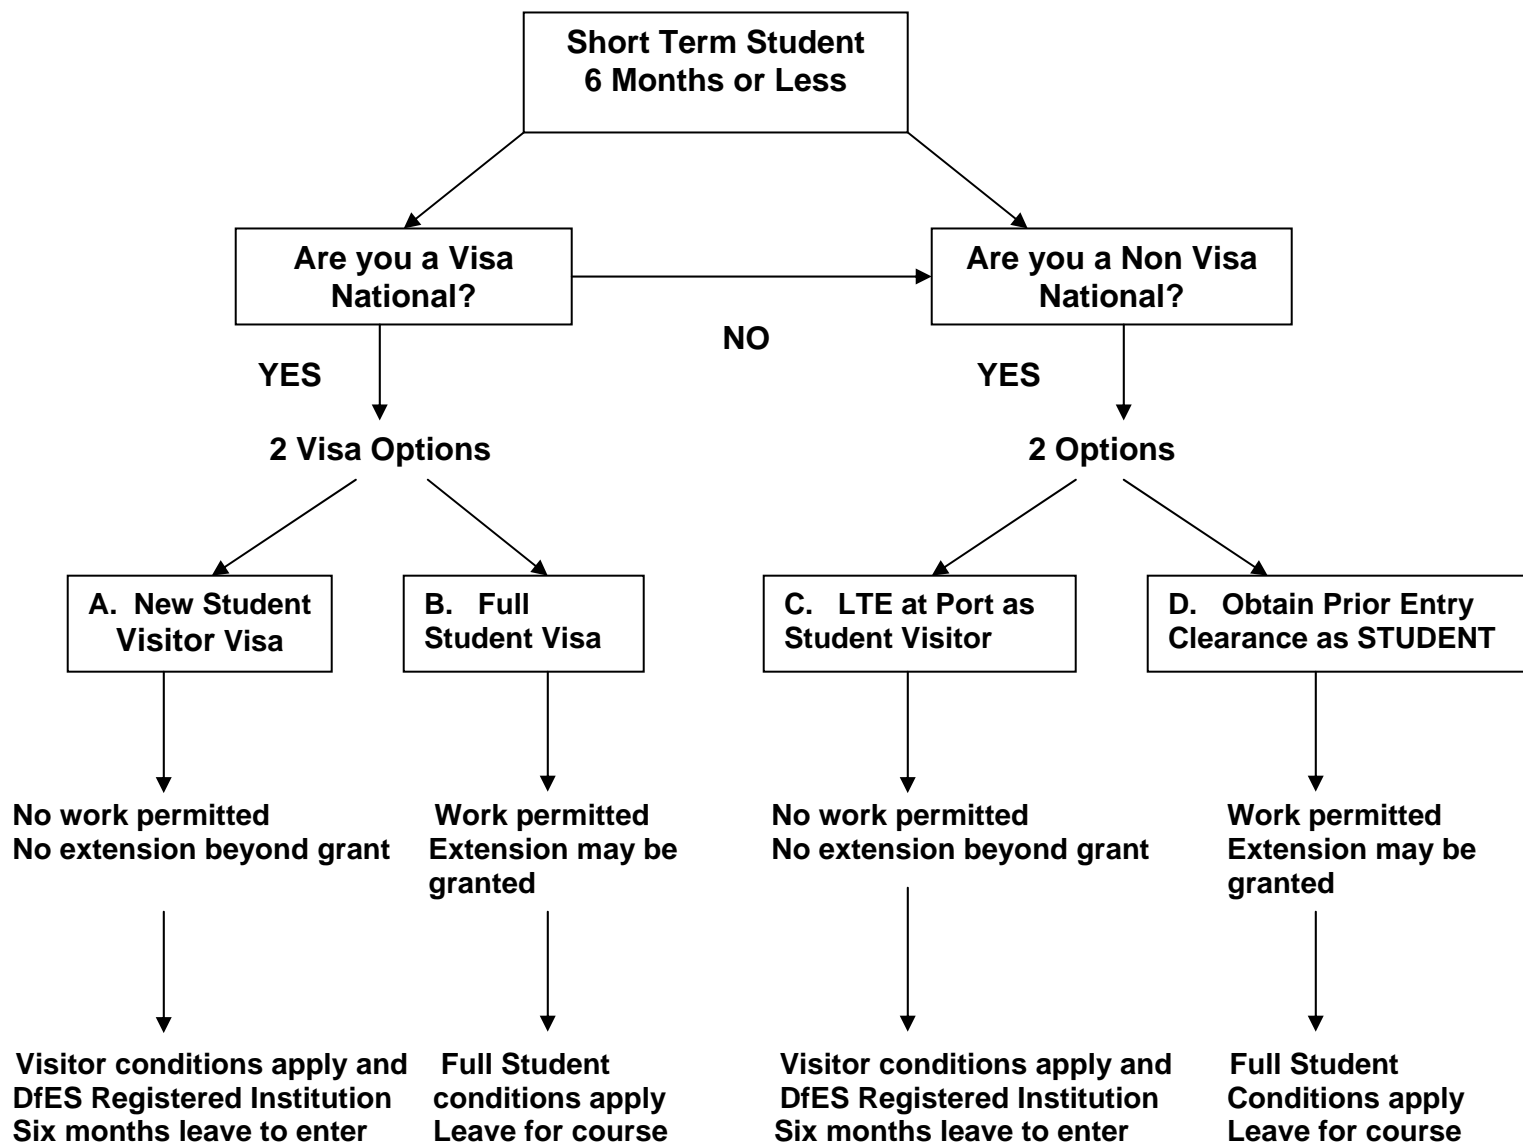 Short Term Student
6 Months or Less
Are you a Visa
National?
Are you a Non Visa
National?
NO
YES
YES
2 Visa Options
2 Options
A. New Student
Visitor Visa
B. Full
Student Visa
C. LTE at Port as
Student Visitor
D. Obtain Prior Entry
Clearance as STUDENT
No work permitted
No extension beyond grant
Work permitted
Extension may be
granted
No work permitted
No extension beyond grant
Work permitted
Extension may be
granted
Visitor conditions apply and
DfES Registered Institution
Six months leave to enter
Full Student
conditions apply
Leave for course
Visitor conditions apply and
DfES Registered Institution
Six months leave to enter
Full Student
Conditions apply
Leave for course